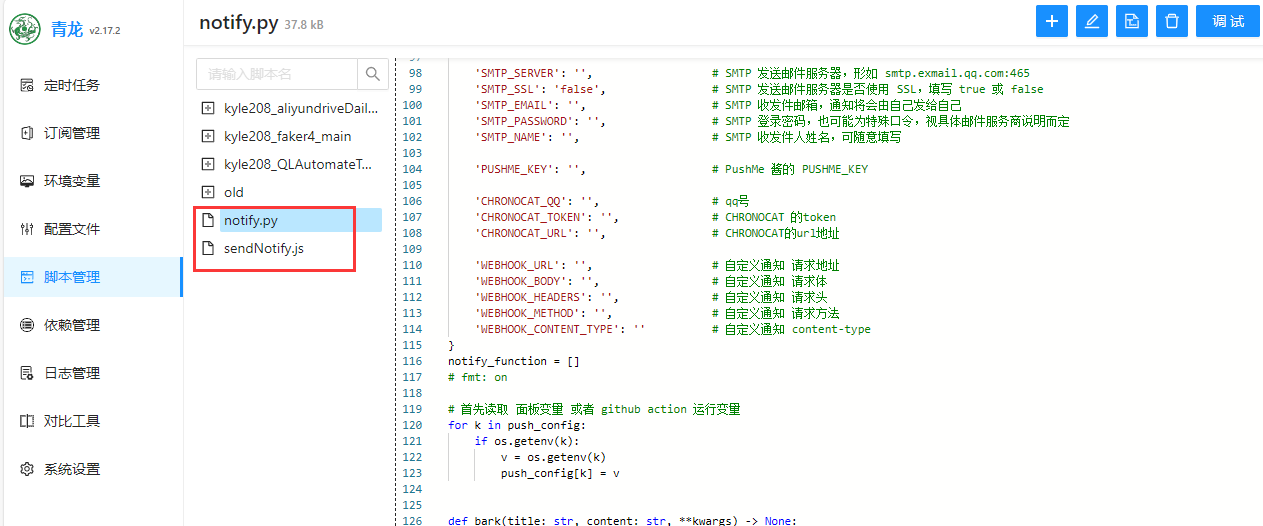 青龙 v2.17.2
定时任务
订阅管理
环境变量
配置文件
脚本管理
依赖管理
日志管理
对比工具
系统设置
notify.py 37.8 kB
调 试
请输入脚本名
kyle208_aliyundriveDail...
kyle208_faker4_main
kyle208_QLAutomateT...
old
notify.py
sendNotify.js
98 'SMTP_SERVER': '', # SMTP 发送邮件服务器，形如 smtp.exmail.qq.com:465
99 'SMTP_SSL': 'false', # SMTP 发送邮件服务器是否使用 SSL，填写 true 或 false
100 'SMTP_EMAIL': '', # SMTP 收发件邮箱，通知将会由自己发给自己
101 'SMTP_PASSWORD': '', # SMTP 登录密码，也可能为特殊口令，视具体邮件服务商说明而定
102 'SMTP_NAME': '', # SMTP 收发件人姓名，可随意填写
103
104 'PUSHME_KEY': '', # PushMe 酱的 PUSHME_KEY
105
106 'CHRONOCAT_QQ': '', # qq号
107 'CHRONOCAT_TOKEN': '', # CHRONOCAT 的token
108 'CHRONOCAT_URL': '', # CHRONOCAT的url地址
109
110 'WEBHOOK_URL': '', # 自定义通知 请求地址
111 'WEBHOOK_BODY': '', # 自定义通知 请求体
112 'WEBHOOK_HEADERS': '', # 自定义通知 请求头
113 'WEBHOOK_METHOD': '', # 自定义通知 请求方法
114 'WEBHOOK_CONTENT_TYPE': '' # 自定义通知 content-type
115 }
116 notify_function = []
117 # fmt: on
118
119 # 首先读取 面板变量 或者 github action 运行变量
120 for k in push_config:
121 if os.getenv(k):
122 v = os.getenv(k)
123 push_config[k] = v
124
125
126 def bark(title: str, content: str, **kwargs) -> None: